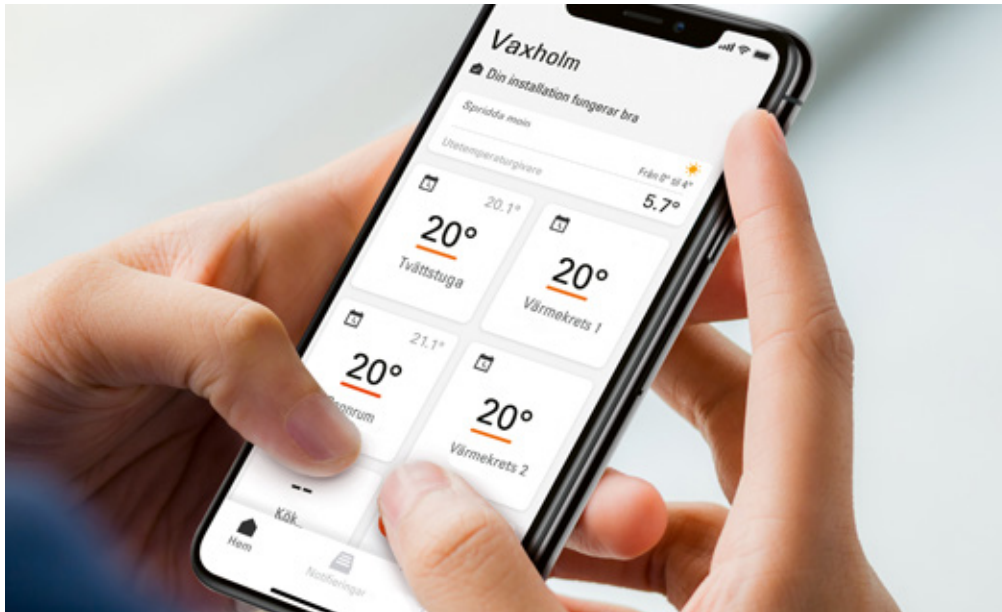 Vaxholm
Din installation fungerar bra
Spridda moln
Från 0° til 4°
Utetemperaturgivare
5.7°
20.1°
20°
Tvättstuga
20°
Värmekrets 1
21.1°
20°
20°
Värmekrets 2
--
Kök
Hem
Notifieringar